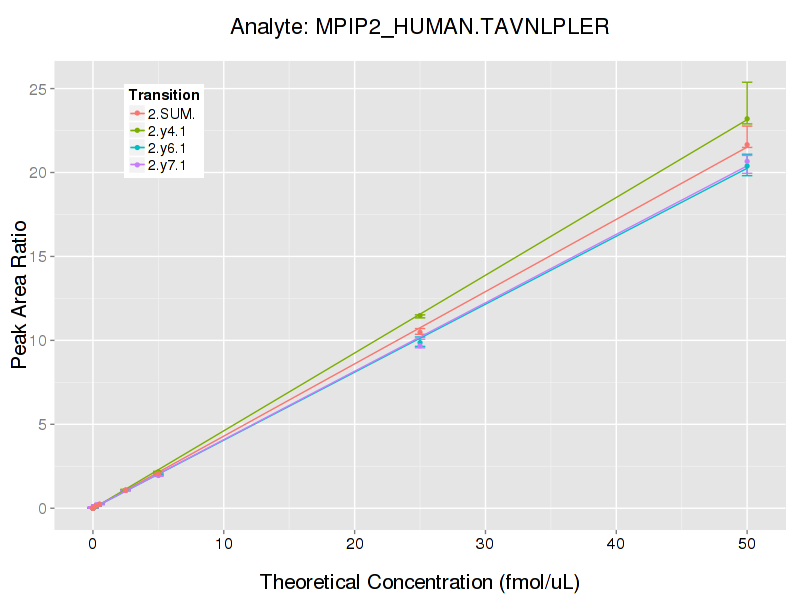 Analyte: MPIP2_HUMAN.TAVNLPLER
Transition
2.SUM.
2.y4.1
2.y6.1
2.y7.1
Peak Area Ratio
25
20
15
10
5
0
0 10 20 30 40 50
Theoretical Concentration (fmol/uL)